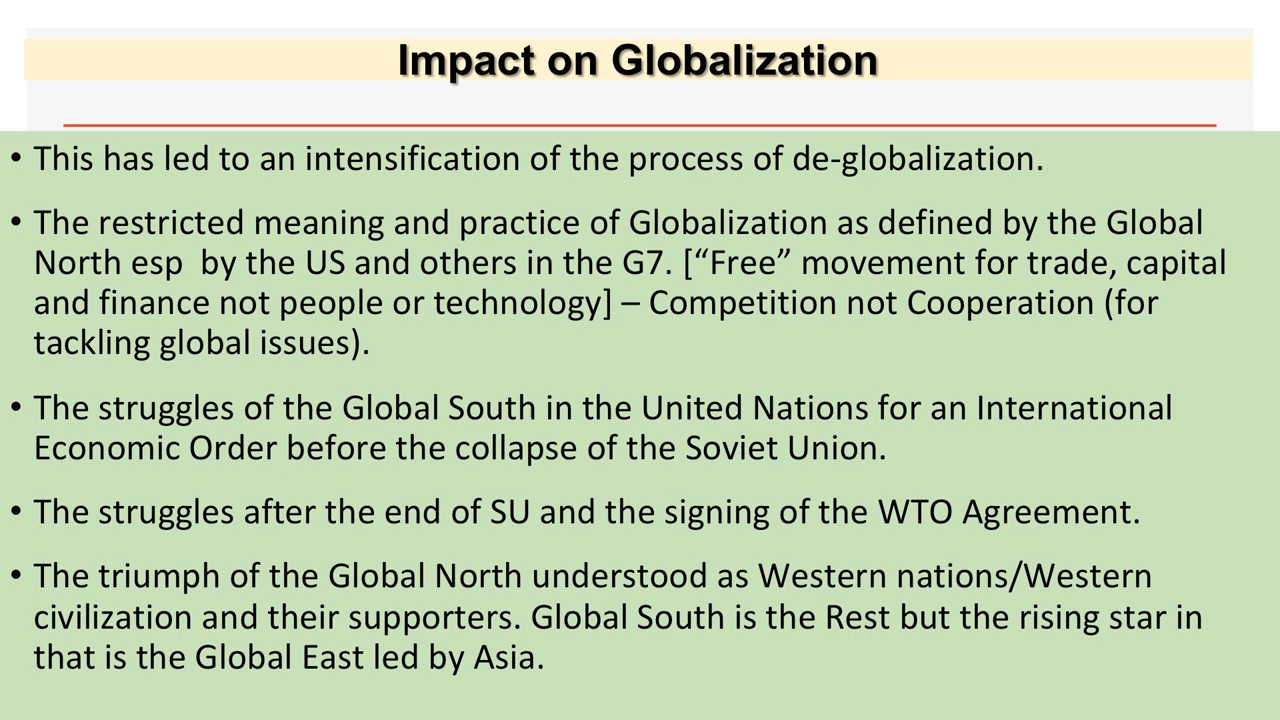 Impact on Globalization
• This has led to an intensification of the process of de-globalization.
• The restricted meaning and practice of Globalization as defined by the Global
North esp  by the US and others in the G7. [“Free” movement for trade, capital
and finance not people or technology] – Competition not Cooperation (for
tackling global issues).
• The struggles of the Global South in the United Nations for an International
Economic Order before the collapse of the Soviet Union.
• The struggles after the end of SU and the signing of the WTO Agreement.
• The triumph of the Global North understood as Western nations/Western
civilization and their supporters. Global South is the Rest but the rising star in
that is the Global East led by Asia.